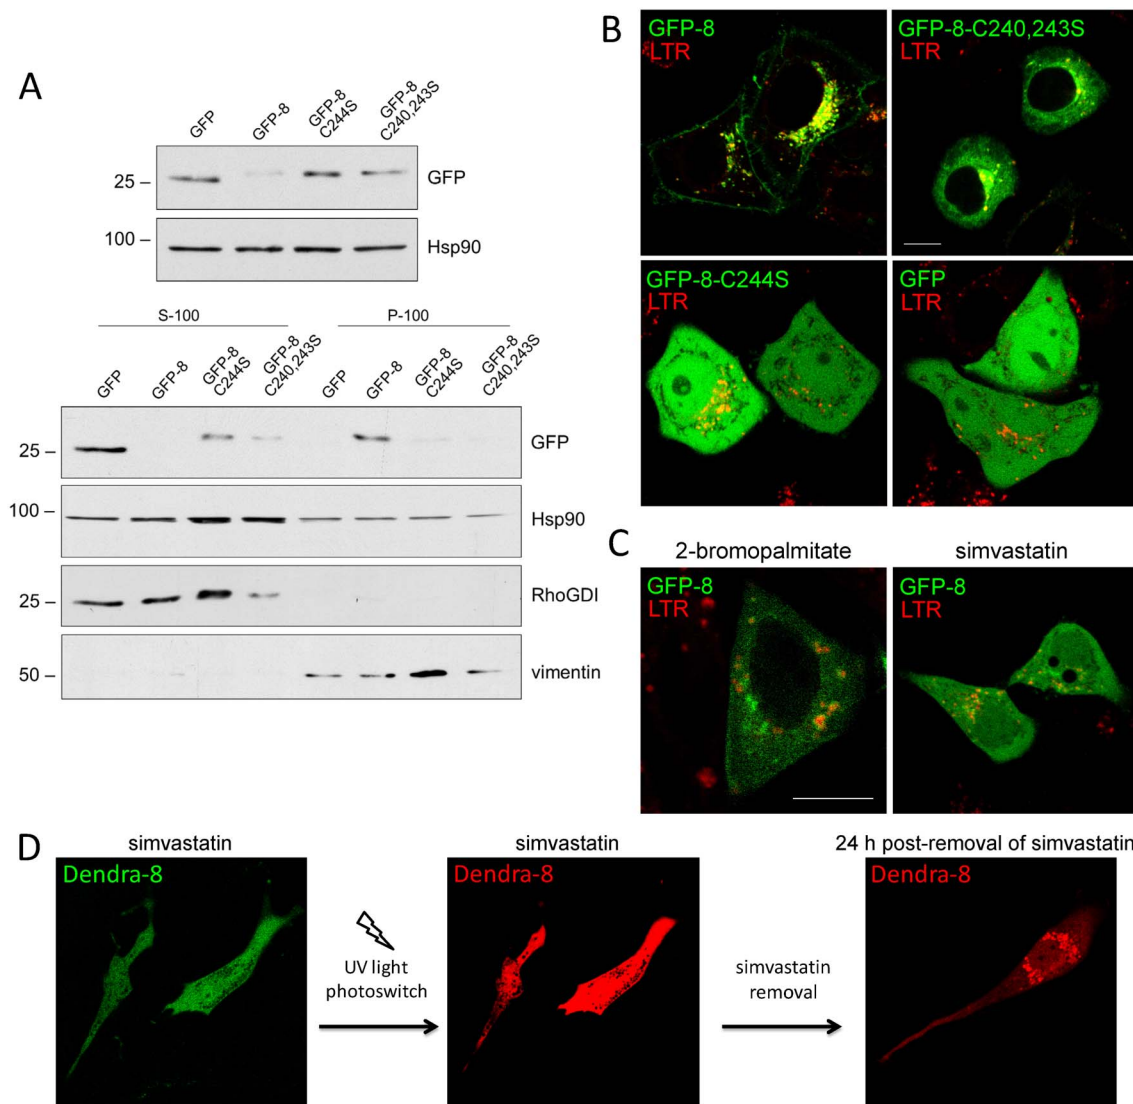 A
GFP
GFP-8
GFP-8
C244S
GFP-8
C240,243S
25
GFP
100
Hsp90
S-100
P-100
GFP
GFP-8
GFP-8
C244S
GFP-8
C240,243S
GFP
GFP-8
GFP-8
C244S
GFP-8
C240,243S
25
GFP
100
Hsp90
25
RhoGDI
50
vimentin
B
GFP-8
LTR
GFP-8-C240,243S
LTR
GFP-8-C244S
LTR
GFP
LTR
C
2-bromopalmitate
simvastatin
GFP-8
LTR
GFP-8
LTR
D
simvastatin
Dendra-8
UV light
photoswitch
simvastatin
Dendra-8
simvastatin
removal
24 h post-removal of simvastatin
Dendra-8